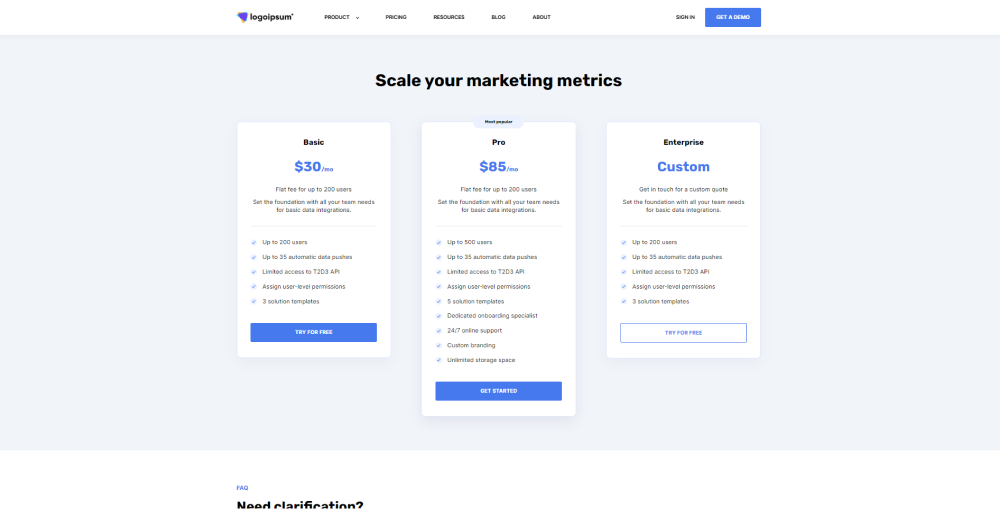 logoipsum
PRODUCT
PRICING
RESOURCES
BLOG
ABOUT
SIGN IN
GET A DEMO
Scale your marketing metrics
Basic
$30/mo
Flat fee for up to 200 users
Set the foundation with all your team needs
for basic data integrations.
Up to 200 users
Up to 35 automatic data pushes
Limited access to T2D3 API
Assign user-level permissions
3 solution templates
TRY FOR FREE
Most popular
Pro
$85/mo
Flat fee for up to 200 users
Set the foundation with all your team needs
for basic data integrations.
Up to 500 users
Up to 35 automatic data pushes
Limited access to T2D3 API
Assign user-level permissions
5 solution templates
Dedicated onboarding specialist
24/7 online support
Custom branding
Unlimited storage space
GET STARTED
Enterprise
Custom
Get in touch for a custom quote
Set the foundation with all your team needs
for basic data integrations.
Up to 200 users
Up to 35 automatic data pushes
Limited access to T2D3 API
Assign user-level permissions
3 solution templates
TRY FOR FREE
FAQ
Need clarification?